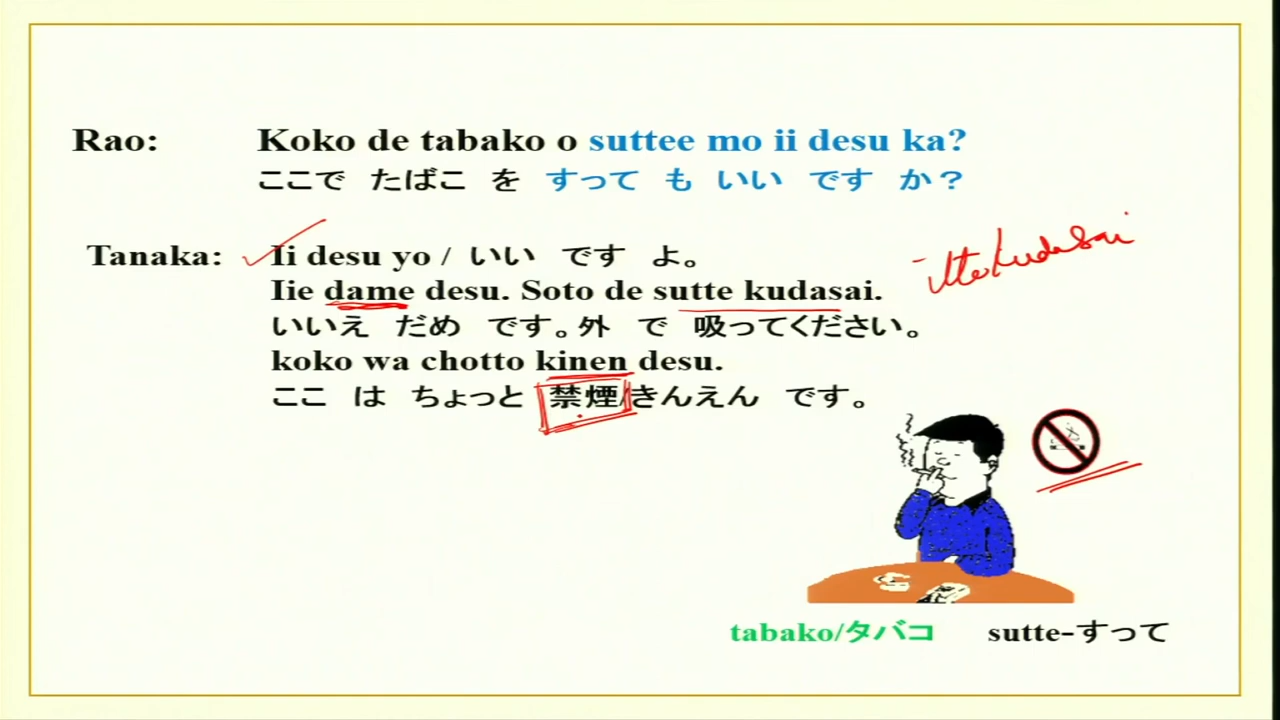 Rao: Koko de tabako o suttee mo ii desu ka?
ここで たばこ を すって も いい です か？
Tanaka: Ii desu yo / いい です よ。
Iie dame desu. Soto de sutte kudasai.
いいえ だめ です。外 で 吸ってください。
koko wa chotto kinen desu.
ここ は ちょっと 禁煙/きんえん です。
itte kudasai
tabako/タバコ sutte-すって